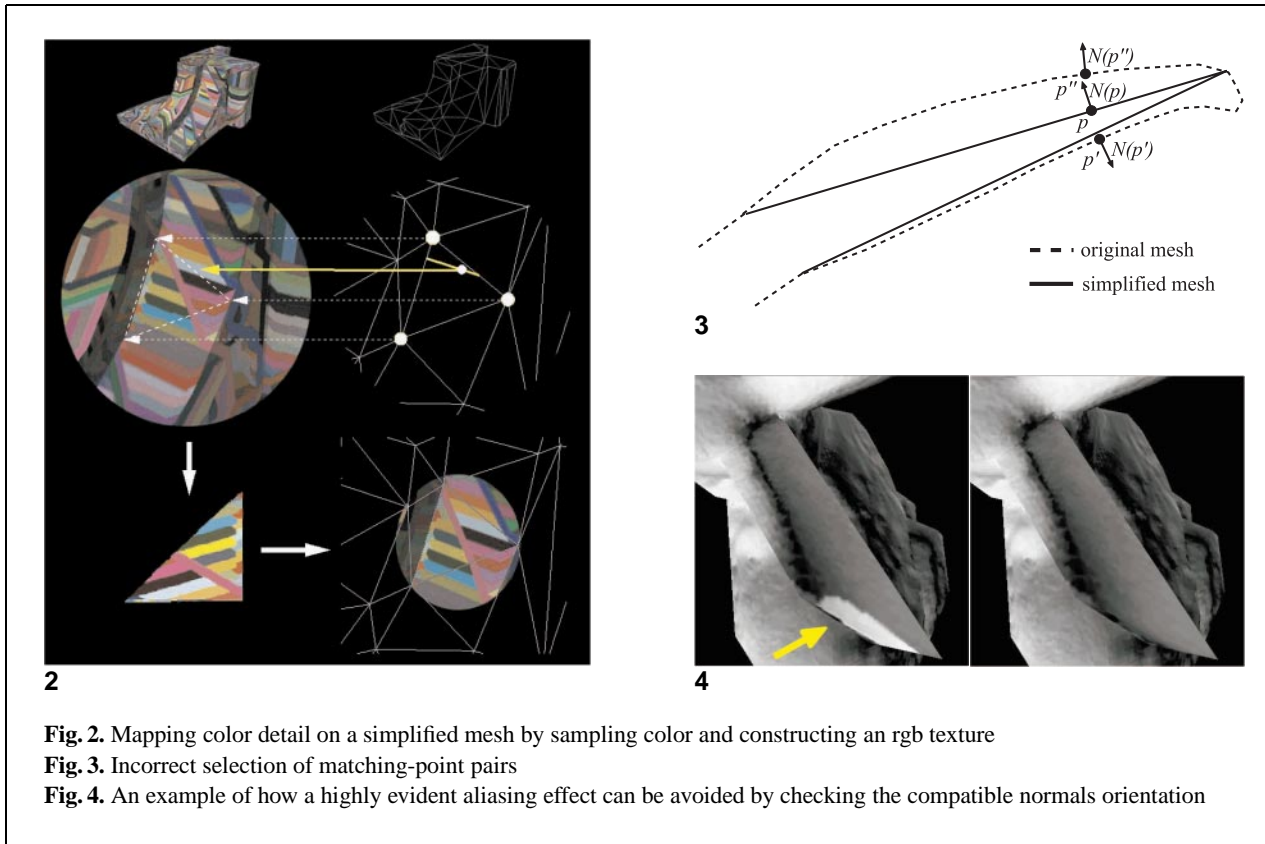 N(p'')
p'' N(p)
p
p' N(p')
original mesh
simplified mesh
3
2
4
Fig. 2. Mapping color detail on a simplified mesh by sampling color and constructing an rgb texture
Fig. 3. Incorrect selection of matching-point pairs
Fig. 4. An example of how a highly evident aliasing effect can be avoided by checking the compatible normals orientation